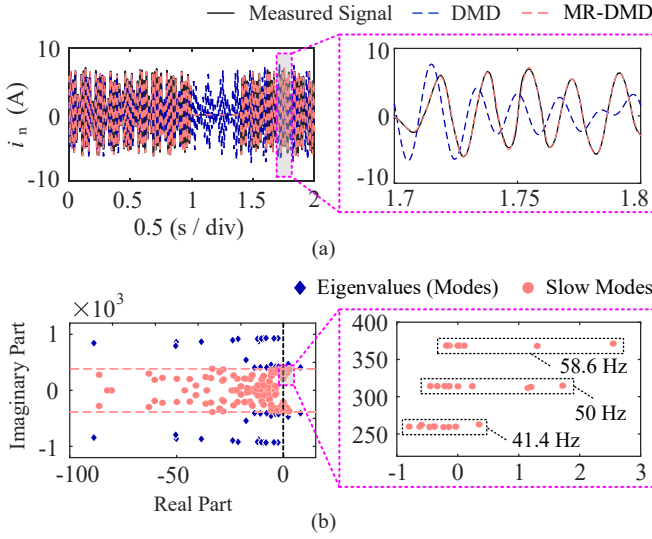 Measured Signal DMD MR-DMD
10
0
-10
i n (A)
0 0.5 1 1.5 2
0.5 (s / div)
10
0
10
1.7 1.75 1.8
(a)
Eigenvalues (Modes) Slow Modes
×10³
1
0
-1
Imaginary Part
-100 -50 0
Real Part
400
350
300
250
58.6 Hz
50 Hz
41.4 Hz
-1 0 1 2 3
(b)